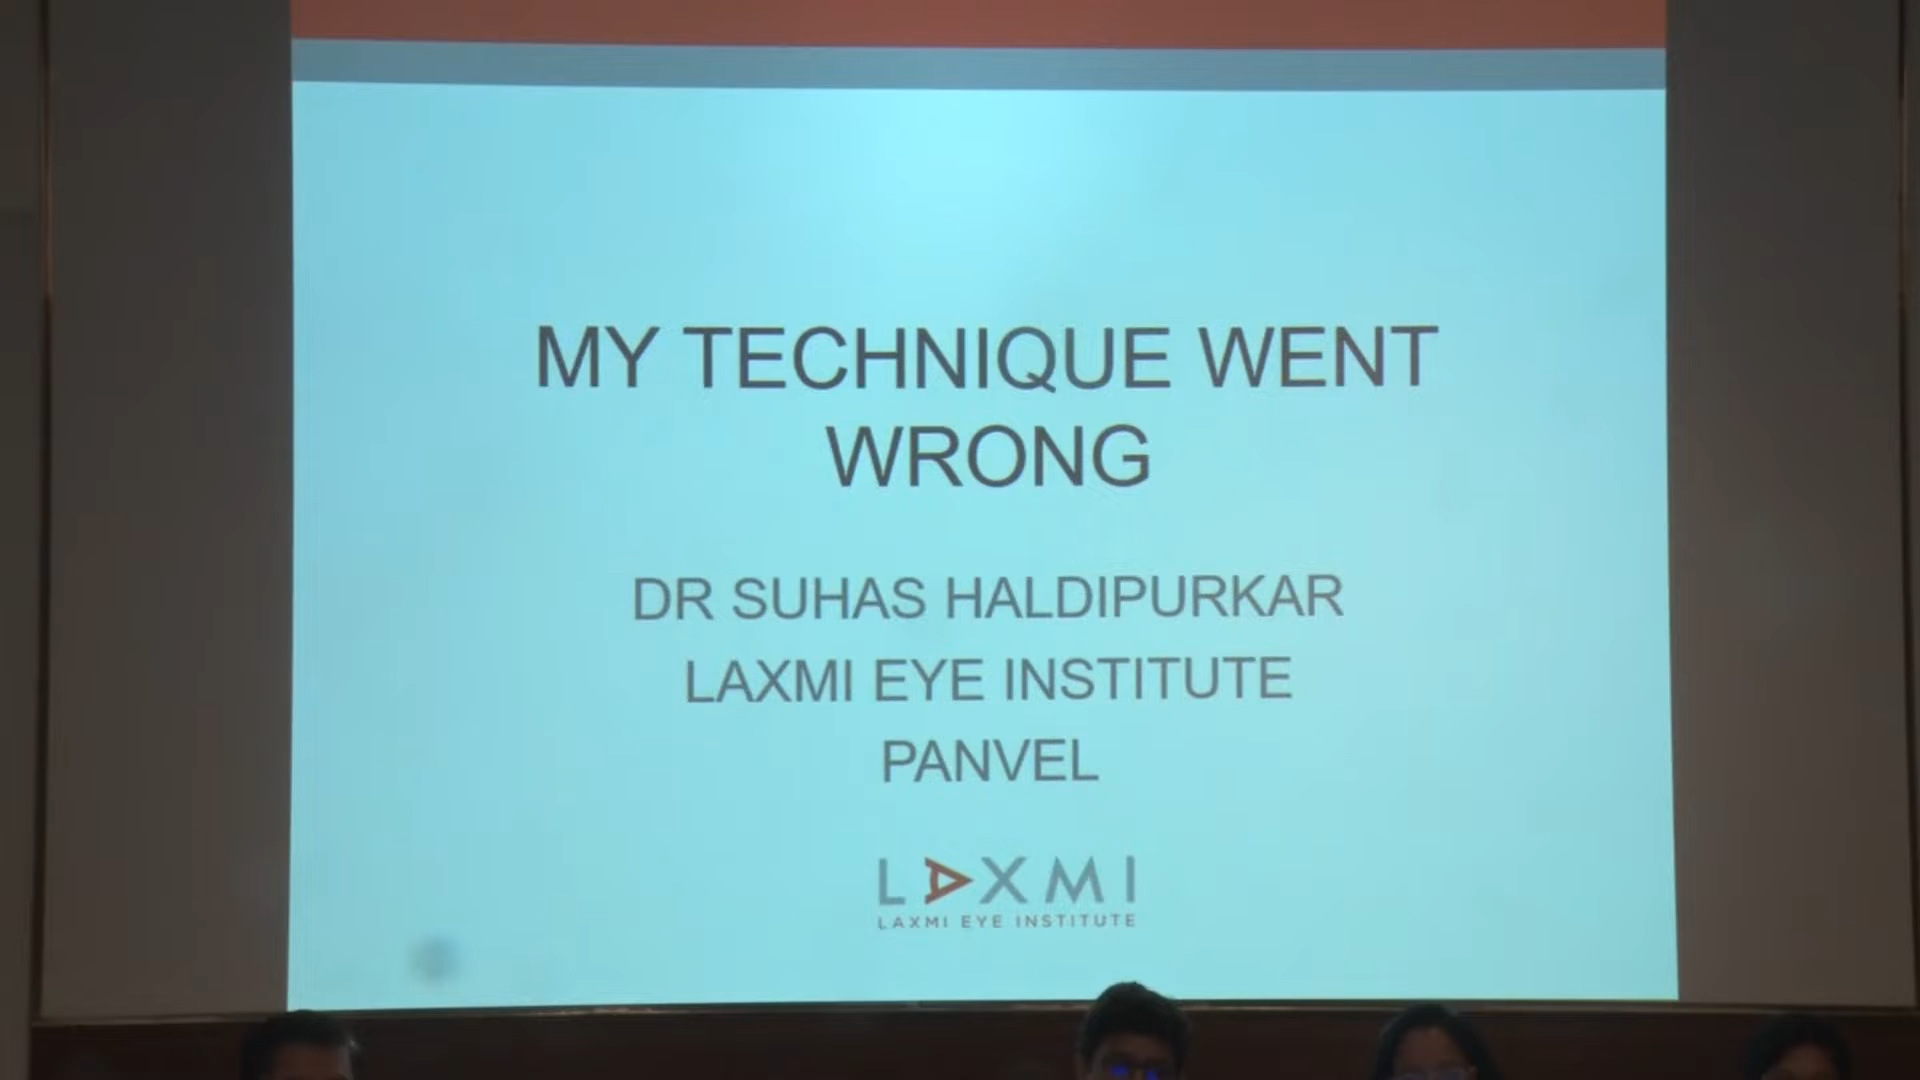 MY TECHNIQUE WENT
WRONG
DR SUHAS HALDIPURKAR
LAXMI EYE INSTITUTE
PANVEL
LAXMI
LAXMI EYE INSTITUTE